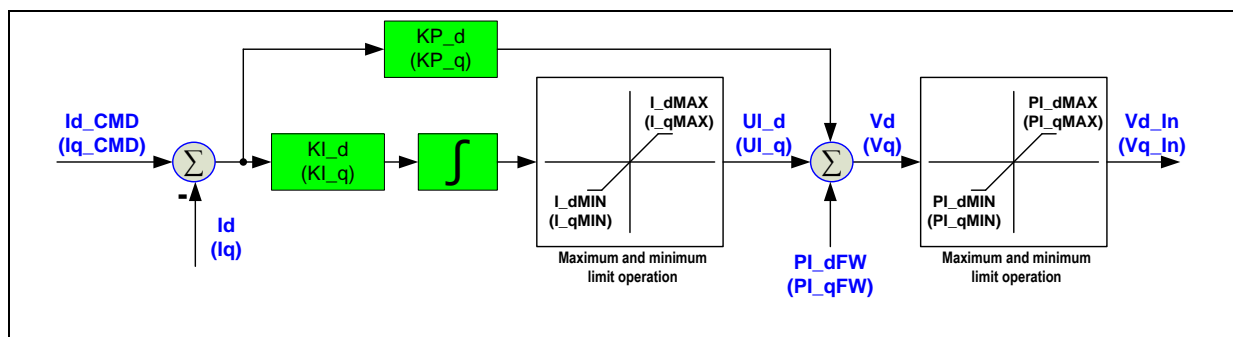 KP_d
(KP_q)
Id_CMD
(Iq_CMD)
Σ
-
Id
(Iq)
KI_d
(KI_q)
∫
I_dMAX
(I_qMAX)
I_dMIN
(I_qMIN)
Maximum and minimum
limit operation
UI_d
(UI_q)
Σ
PI_dFW
(PI_qFW)
Vd
(Vq)
PI_dMAX
(PI_qMAX)
PI_dMIN
(PI_qMIN)
Maximum and minimum
limit operation
Vd_In
(Vq_In)